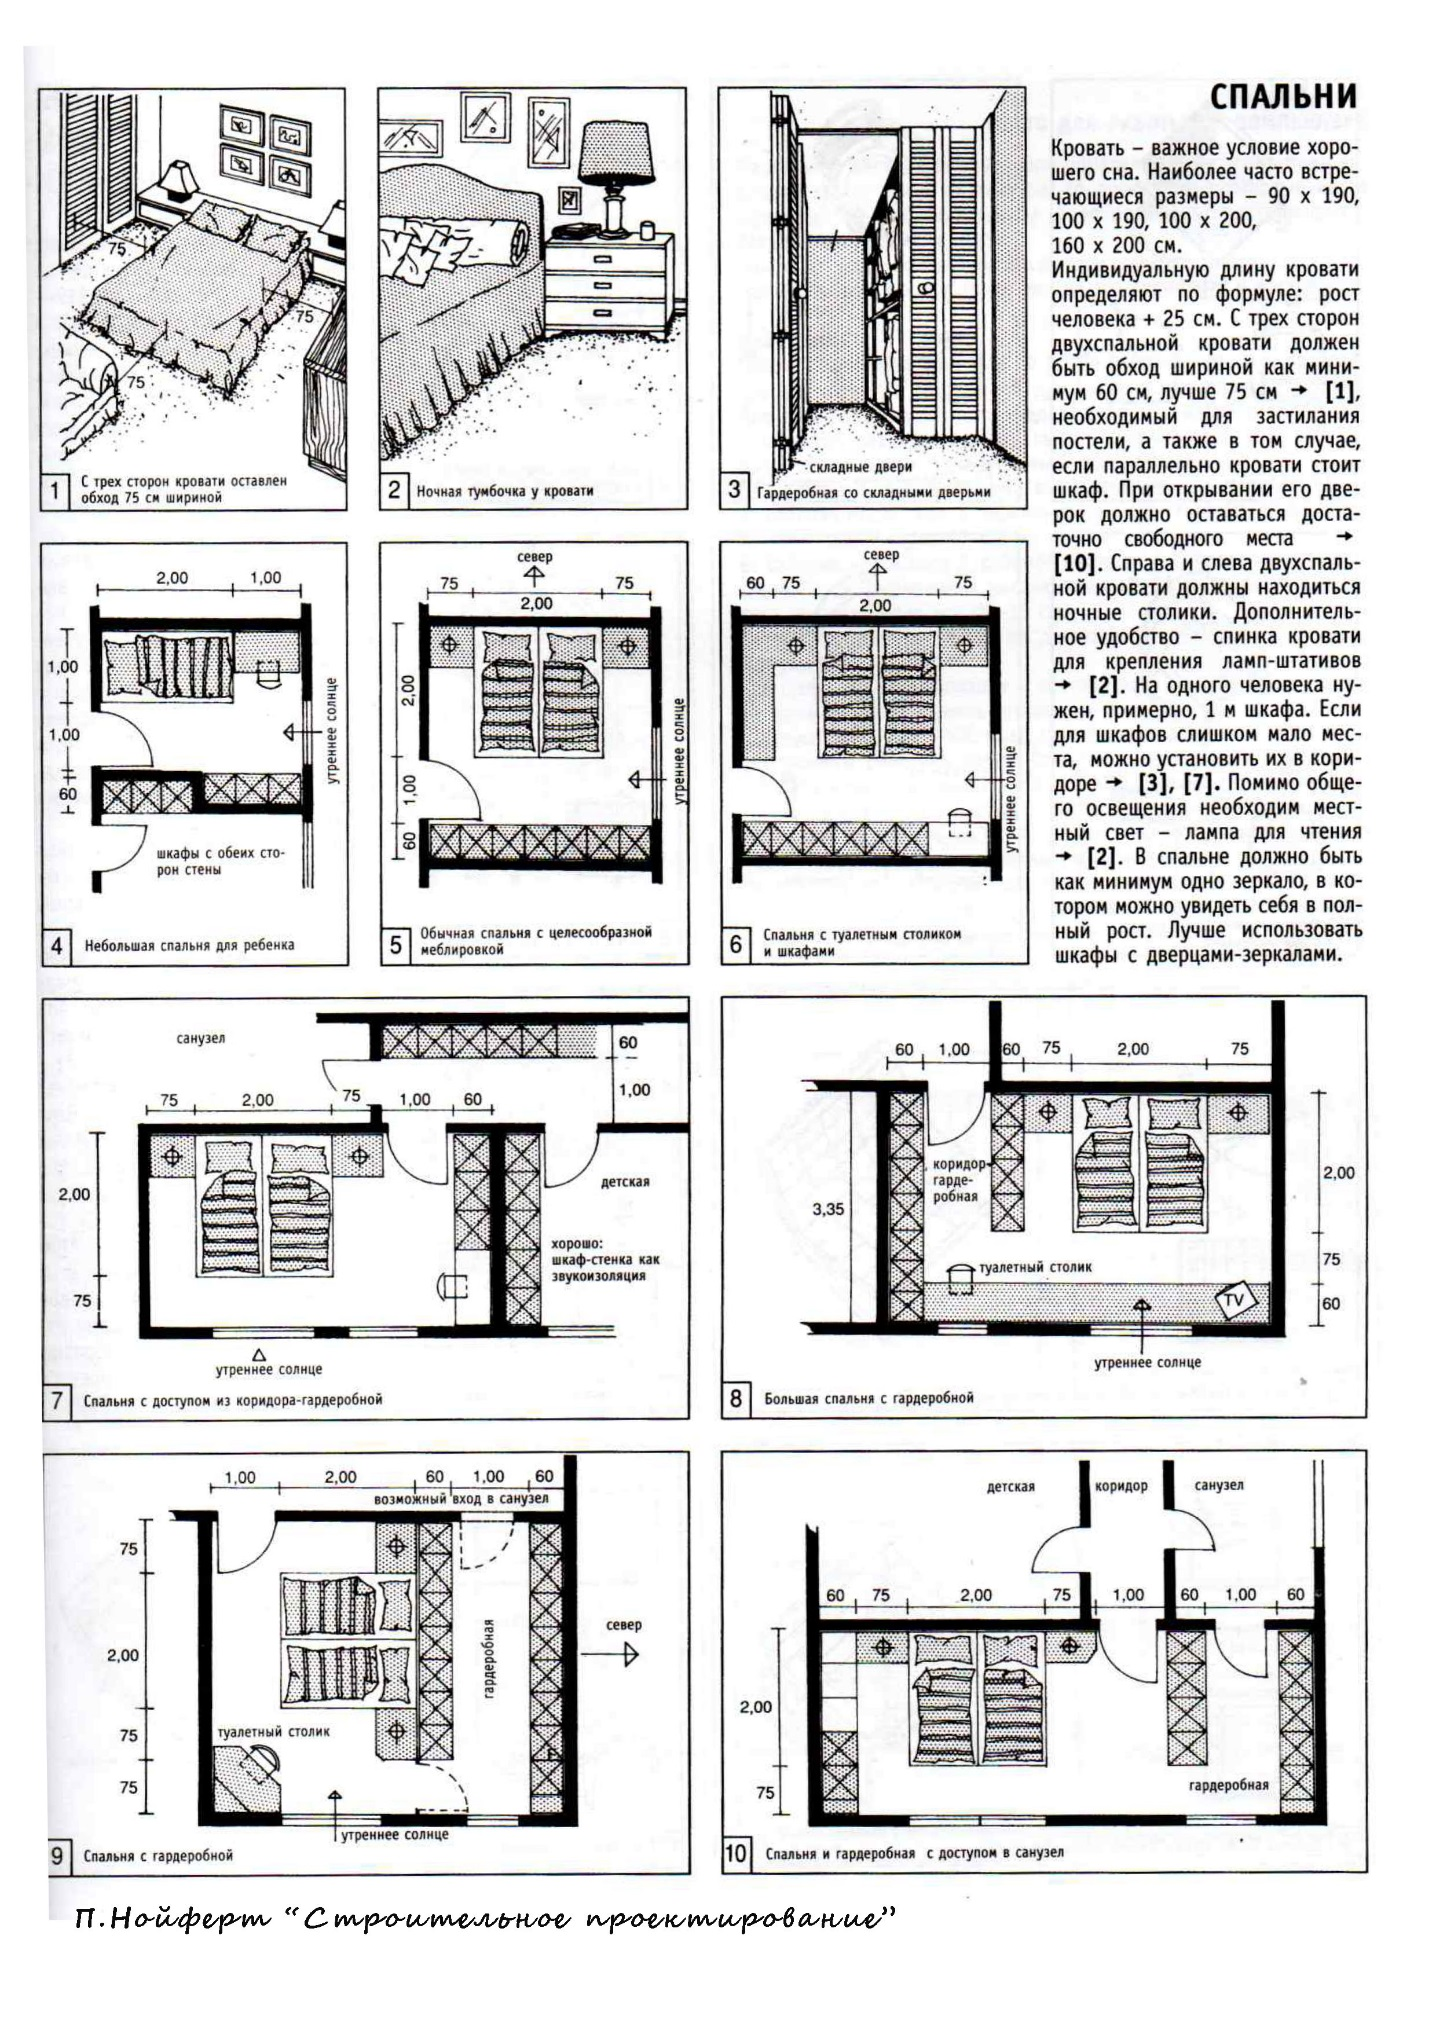 СПАЛЬНИ
Кровать – важное условие хоро-
шего сна. Наиболее часто встре-
чающиеся размеры – 90 х 190,
100 х 190, 100 х 200,
160 х 200 см.
Индивидуальную длину кровати
определяют по формуле: рост
человека + 25 см. С трех сторон
двухспальной кровати должен
быть обход шириной как мини-
мум 60 см, лучше 75 см → [1],
необходимый для застилания
постели, а также в том случае,
если параллельно кровати стоит
шкаф. При открывании его две-
рок должно оставаться доста-
точно свободного места →
[10]. Справа и слева двухспаль-
ной кровати должны находиться
ночные столики. Дополнитель-
ное удобство – спинка кровати
для крепления ламп-штативов
→ [2]. На одного человека ну-
жен, примерно, 1 м шкафа. Если
для шкафов слишком мало мес-
та, можно установить их в кори-
доре → [3], [7]. Помимо обще-
го освещения необходим мест-
ный свет – лампа для чтения
→ [2]. В спальне должно быть
как минимум одно зеркало, в ко-
тором можно увидеть себя в пол-
ный рост. Лучше использовать
шкафы с дверцами-зеркалами.
75
75
75
1 С трех сторон кровати оставлен
обход 75 см шириной
2 Ночная тумбочка у кровати
складные двери
3 Гардеробная со складными дверьми
2,00 1,00
1,00
1,00
60
утреннее солнце
шкафы с обеих сто-
рон стены
4 Небольшая спальня для ребенка
север
75 75
2,00
2,00
1,00
60
утреннее солнце
5 Обычная спальня с целесообразной
меблировкой
север
60 75 75
2,00
утреннее солнце
6 Спальня с туалетным столиком
и шкафами
санузел
60
1,00
75 2,00 75 1,00 60
2,00
75
детская
хорошо:
шкаф-стенка как
звукоизоляция
утреннее солнце
7 Спальня с доступом из коридора-гардеробной
60 1,00 60 75 2,00 75
коридор-
гарде-
робная
3,35
2,00
75
60
туалетный столик
TV
утреннее солнце
8 Большая спальня с гардеробной
1,00 2,00 60 1,00 60
возможный вход в санузел
75
2,00
75
75
гардеробная
север
туалетный столик
утреннее солнце
9 Спальня с гардеробной
детская коридор санузел
60 75 2,00 75 1,00 60 1,00 60
2,00
75
гардеробная
10 Спальня и гардеробная с доступом в санузел
П.Нойферт “Строительное проектирование”